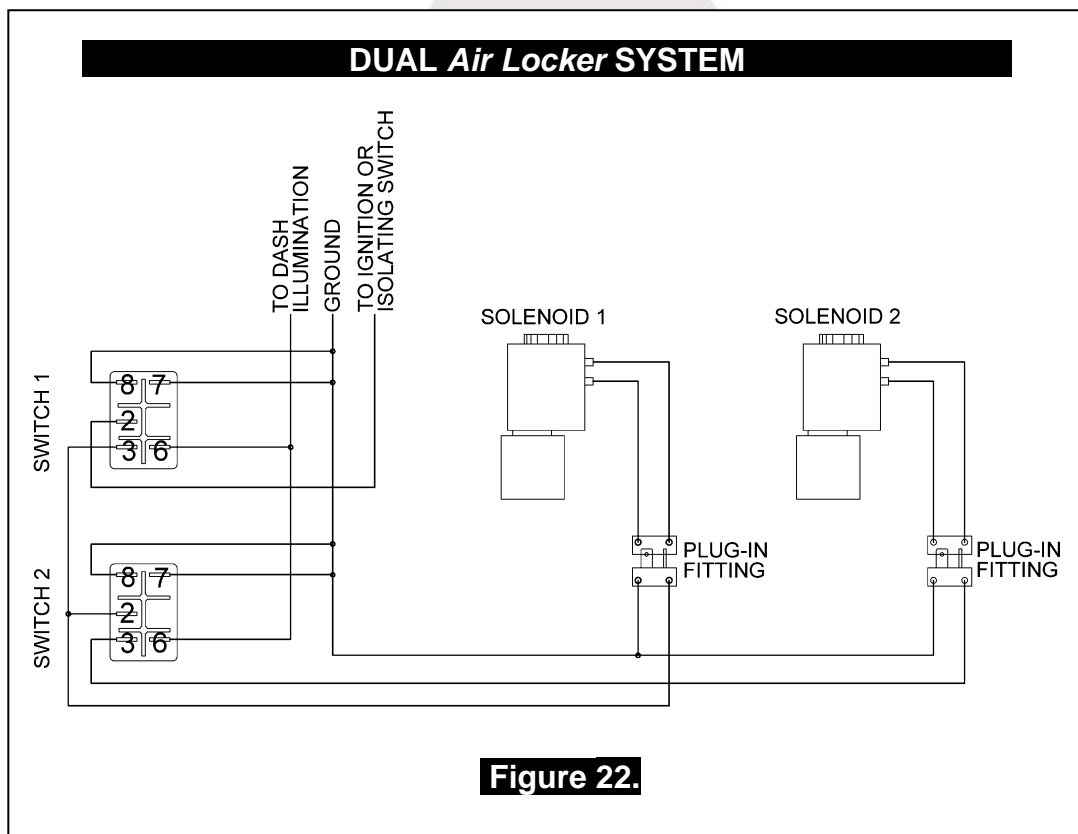 DUAL Air Locker SYSTEM
TO DASH
ILLUMINATION
GROUND
TO IGNITION OR
ISOLATING SWITCH
SOLENOID 1
SOLENOID 2
SWITCH 1
8 7
2
3 6
PLUG-IN
FITTING
PLUG-IN
FITTING
SWITCH 2
8 7
2
3 6
Figure 22.